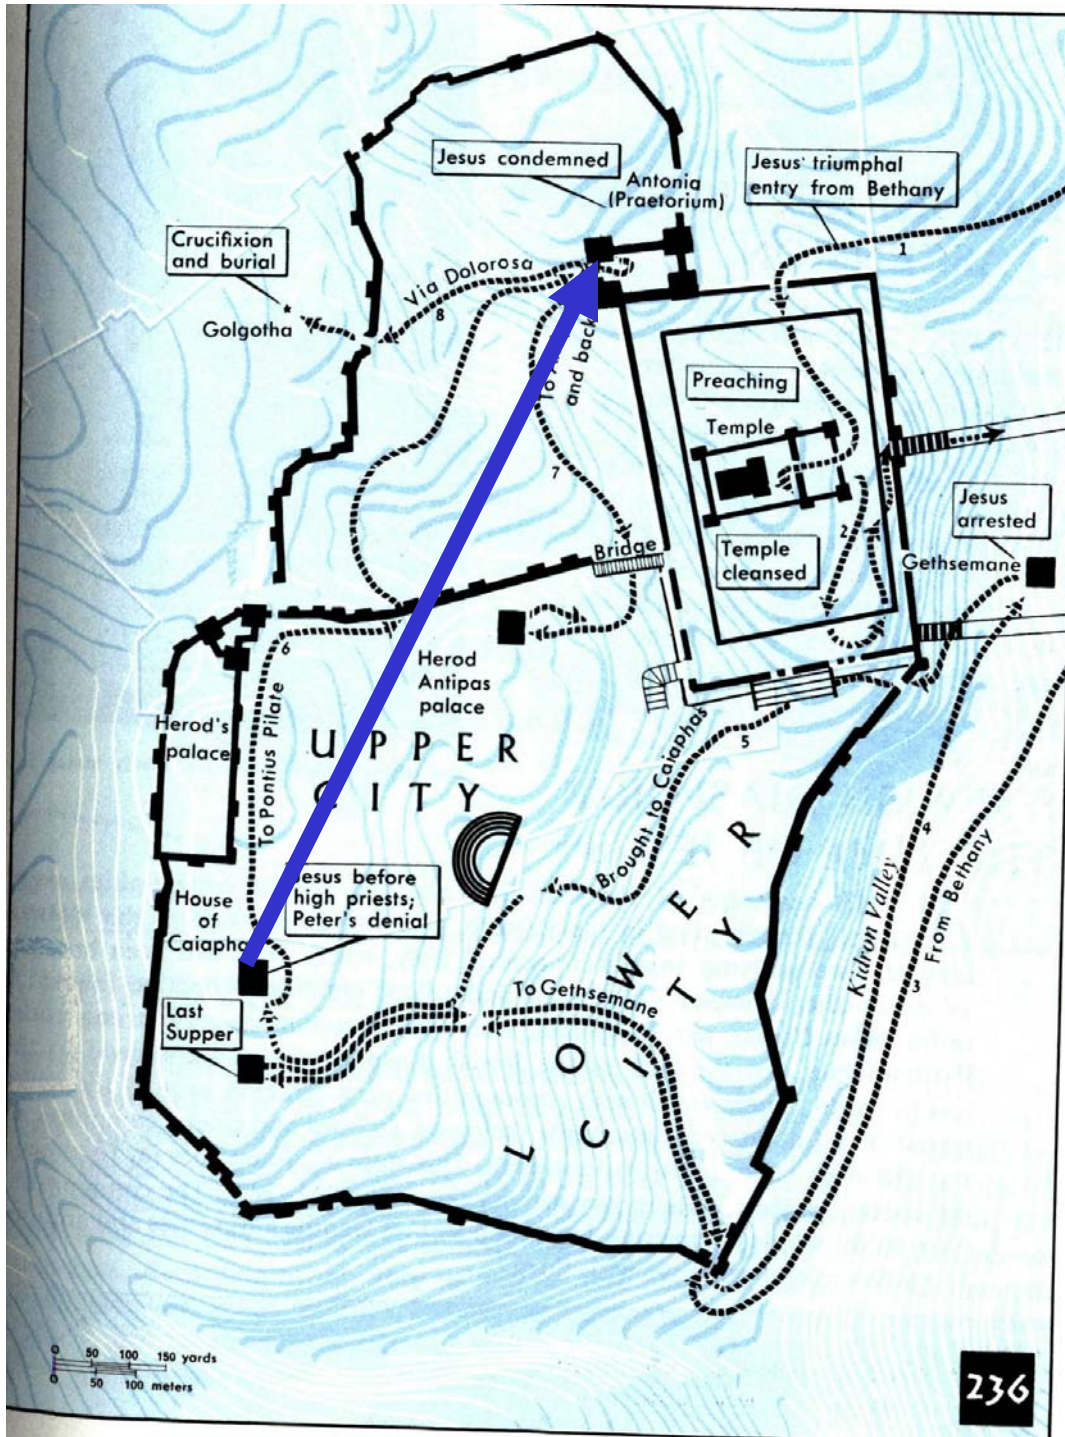 Jesus condemned
Antonia
(Praetorium)
Jesus' triumphal
entry from Bethany
1
Crucifixion
and burial
Via Dolorosa
8
Golgotha
To
and back
Preaching
Temple
7
2
Temple
cleansed
Jesus
arrested
Gethsemane
Bridge
6
Herod
Antipas
palace
Herod's
palace
To Pontius Pilate
UPPER
CITY
5
Brought to Caiaphas
4
Kidron Valley
From Bethany
3
House
of
Jesus before
high priests;
Peter's denial
Last
Supper
To Gethsemane
LOWER
CITY
0 50 100 150 yards
0 50 100 meters
236